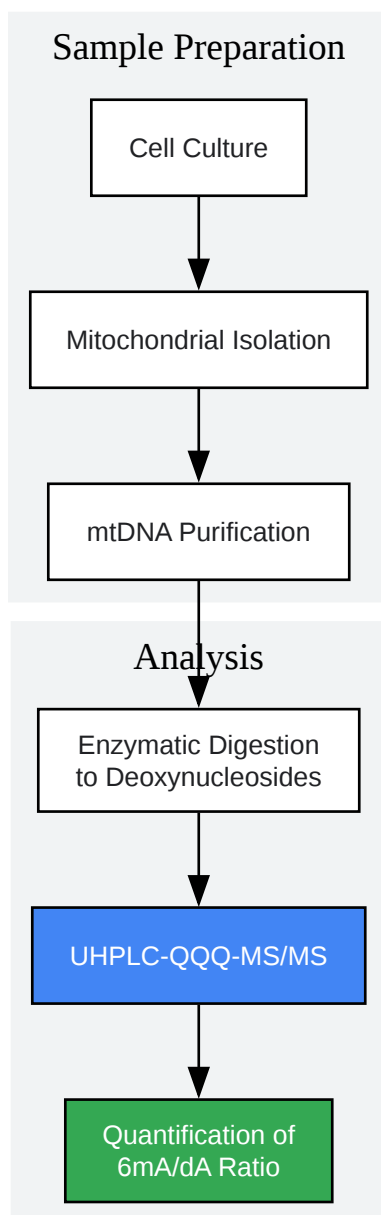 Sample Preparation
Cell Culture
Mitochondrial Isolation
mtDNA Purification
Analysis
Enzymatic Digestion
to Deoxynucleosides
UHPLC-QQQ-MS/MS
Quantification of
6mA/dA Ratio